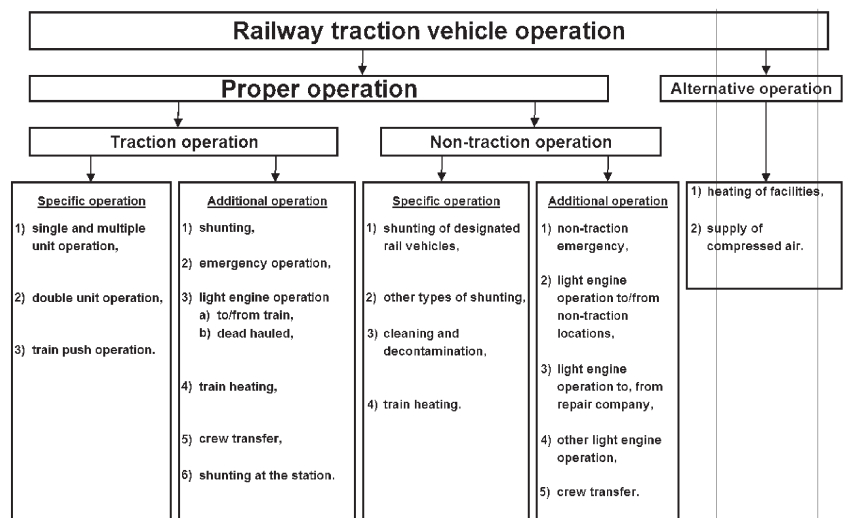 Railway traction vehicle operation
Proper operation
Alternative operation
Traction operation
Non-traction operation
Specific operation
1) single and multiple
unit operation,
2) double unit operation,
3) train push operation.
Additional operation
1) shunting,
2) emergency operation,
3) light engine operation
a) to/from train,
b) dead hauled,
4) train heating,
5) crew transfer,
6) shunting at the station.
Specific operation
1) shunting of designated
rail vehicles,
2) other types of shunting,
3) cleaning and
decontamination,
4) train heating.
Additional operation
1) non-traction
emergency,
2) light engine
operation to/from
non-traction
locations,
3) light engine
operation to, from
repair company,
4) other light engine
operation,
5) crew transfer.
1) heating of facilities,
2) supply of
compressed air.